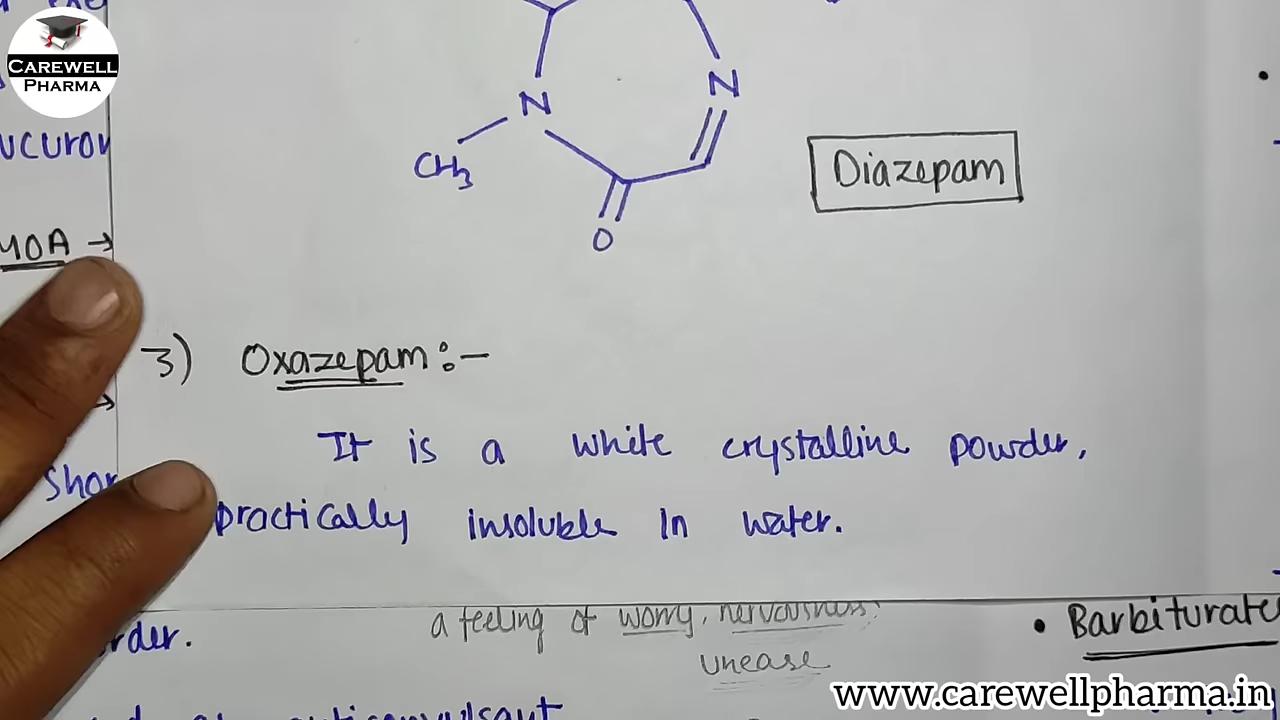 CAREWELL
PHARMA
N
N
CH3
O
Diazepam
MOA →
3) Oxazepam :-
It is a white crystalline powder,
practically insoluble in water.
a feeling of worry, nervousness,
unease
• Barbiturate
www.carewellpharma.in